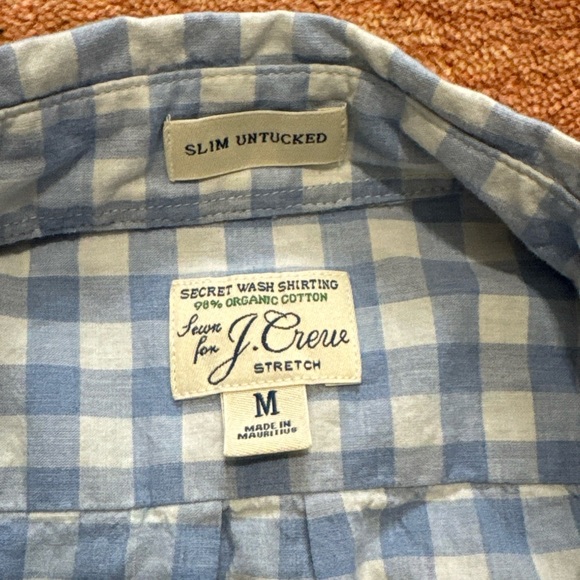 SLIM UNTUCKED
SECRET WASH SHIRTING
98% ORGANIC COTTON
Sewn for J.Crew
STRETCH
M
MADE IN
MAURITIUS